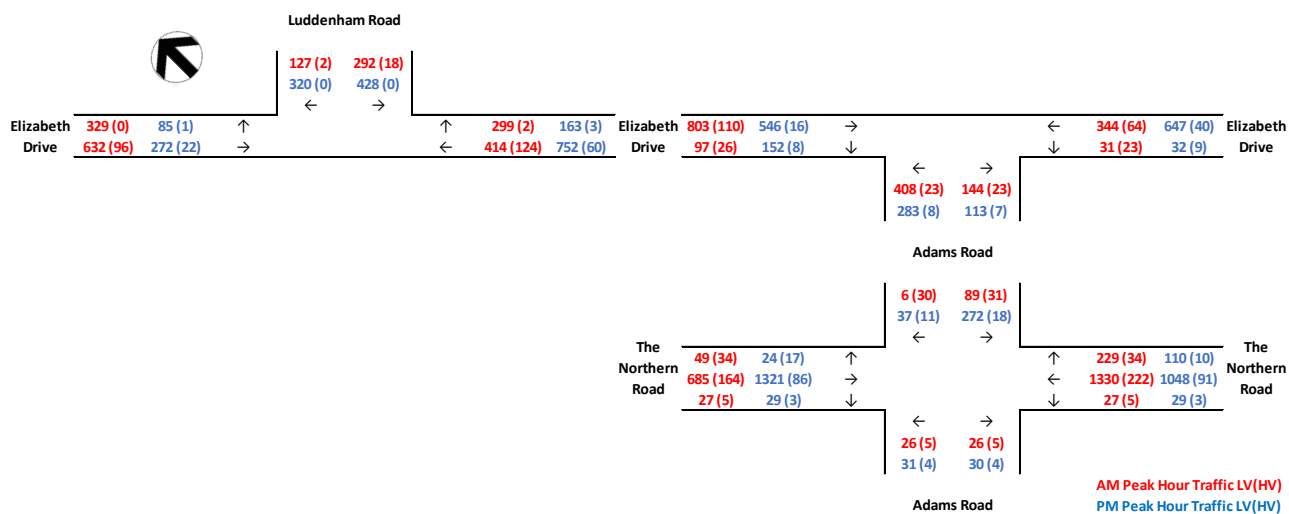 Luddenham Road
127 (2) 292 (18)
320 (0) 428 (0)
← →
Elizabeth 329 (0) 85 (1) ↑ ↑ 299 (2) 163 (3) Elizabeth 803 (110) 546 (16) → ← 344 (64) 647 (40) Elizabeth
Drive 632 (96) 272 (22) → ← 414 (124) 752 (60) Drive 97 (26) 152 (8) ↓ ↓ 31 (23) 32 (9) Drive
← →
408 (23) 144 (23)
283 (8) 113 (7)
Adams Road
6 (30) 89 (31)
37 (11) 272 (18)
← →
The 49 (34) 24 (17) ↑ ↑ 229 (34) 110 (10) The
Northern 685 (164) 1321 (86) → ← 1330 (222) 1048 (91) Northern
Road 27 (5) 29 (3) ↓ ↓ 27 (5) 29 (3) Road
← →
26 (5) 26 (5)
31 (4) 30 (4)
Adams Road
AM Peak Hour Traffic LV(HV)
PM Peak Hour Traffic LV(HV)